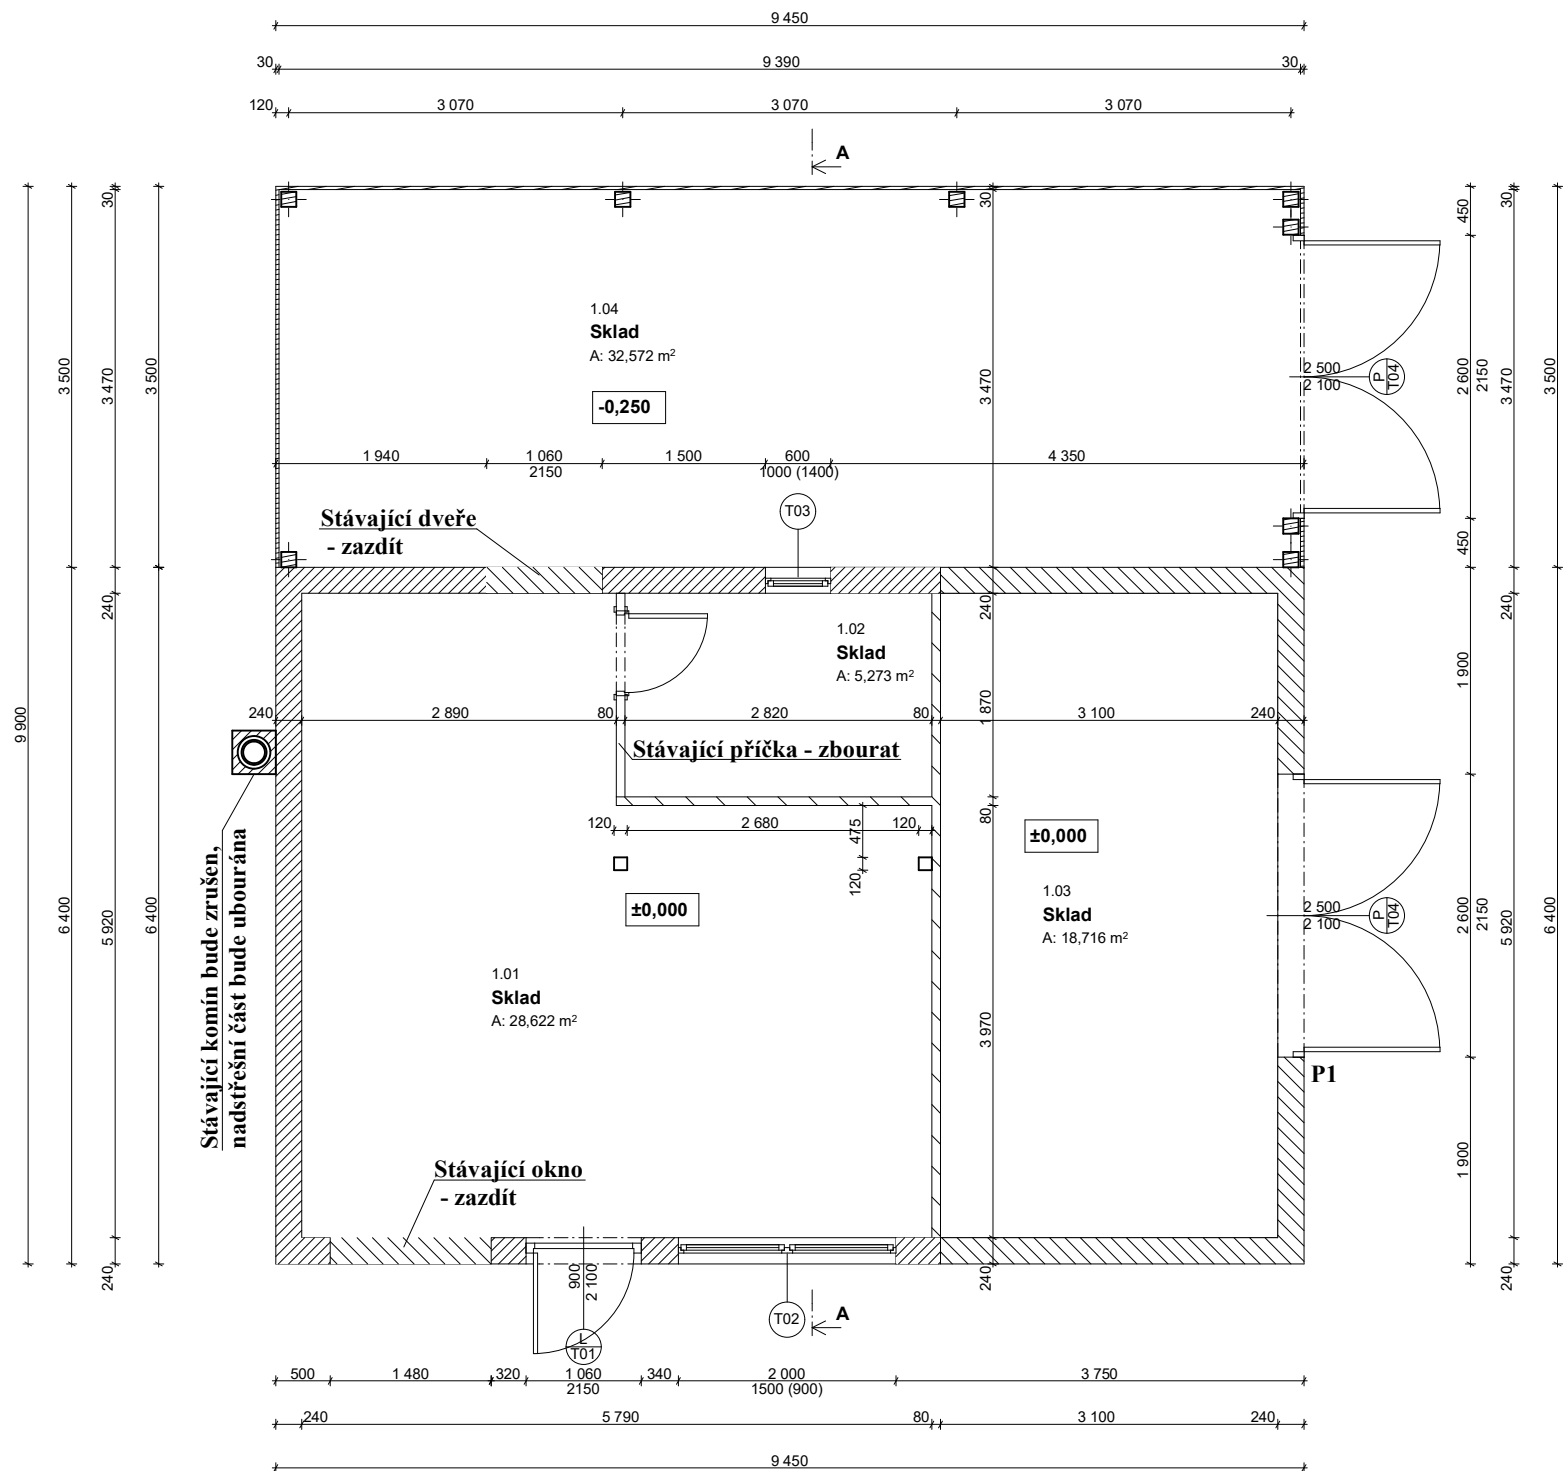 9 450
30 9 390 30
120 3 070 3 070 3 070
A
30 30 450 30
1.04
Sklad
A: 32,572 m²
-0,250
3 500 3 470 3 500 3 470 2 600 2150 3 470 3 500
2 500
2 100
P
T04
1 940 1 060 1 500 600 4 350
2150 1000 (1400)
T03
Stávající dveře
- zazdít
450
240 240 240
1.02
Sklad
A: 5,273 m²
1 870 1 900
240 2 890 80 2 820 80 3 100 240
9 900
Stávající příčka - zbourat
120 2 680 120 475 80
120
±0,000
±0,000
1.03
Sklad
A: 18,716 m²
2 500
2 100
P
T04
6 400 5 920 6 400 2 600 2150 5 920 6 400
Stávající komín bude zrušen,
nadstřešní část bude ubourána
1.01
Sklad
A: 28,622 m²
3 970
P1
1 900
Stávající okno
- zazdít
240 240 240
900
2 100
L
T01
T02
A
500 1 480 320 1 060 340 2 000 3 750
2150 1500 (900)
240 5 790 80 3 100 240
9 450